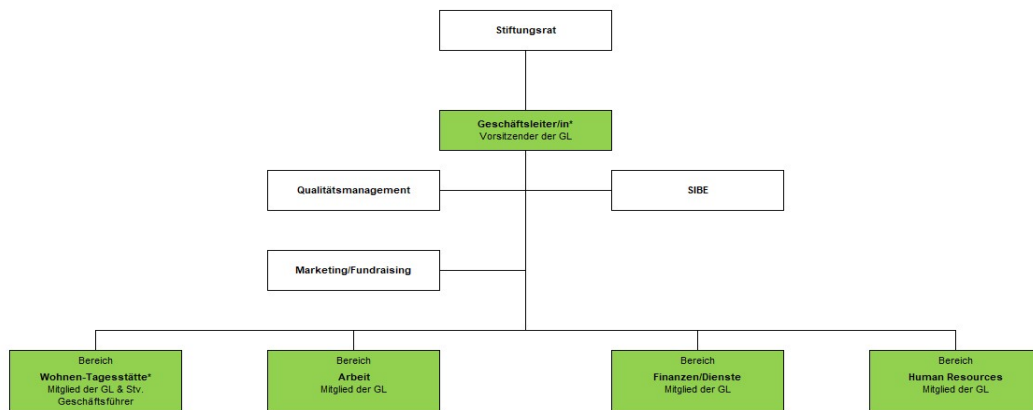 Stiftungsrat
Geschäftsleiter/in*
Vorsitzender der GL
Qualitätsmanagement
SIBE
Marketing/Fundraising
Bereich
Wohnen-Tagesstätte*
Mitglied der GL & Stv.
Geschäftsführer
Bereich
Arbeit
Mitglied der GL
Bereich
Finanzen/Dienste
Mitglied der GL
Bereich
Human Resources
Mitglied der GL